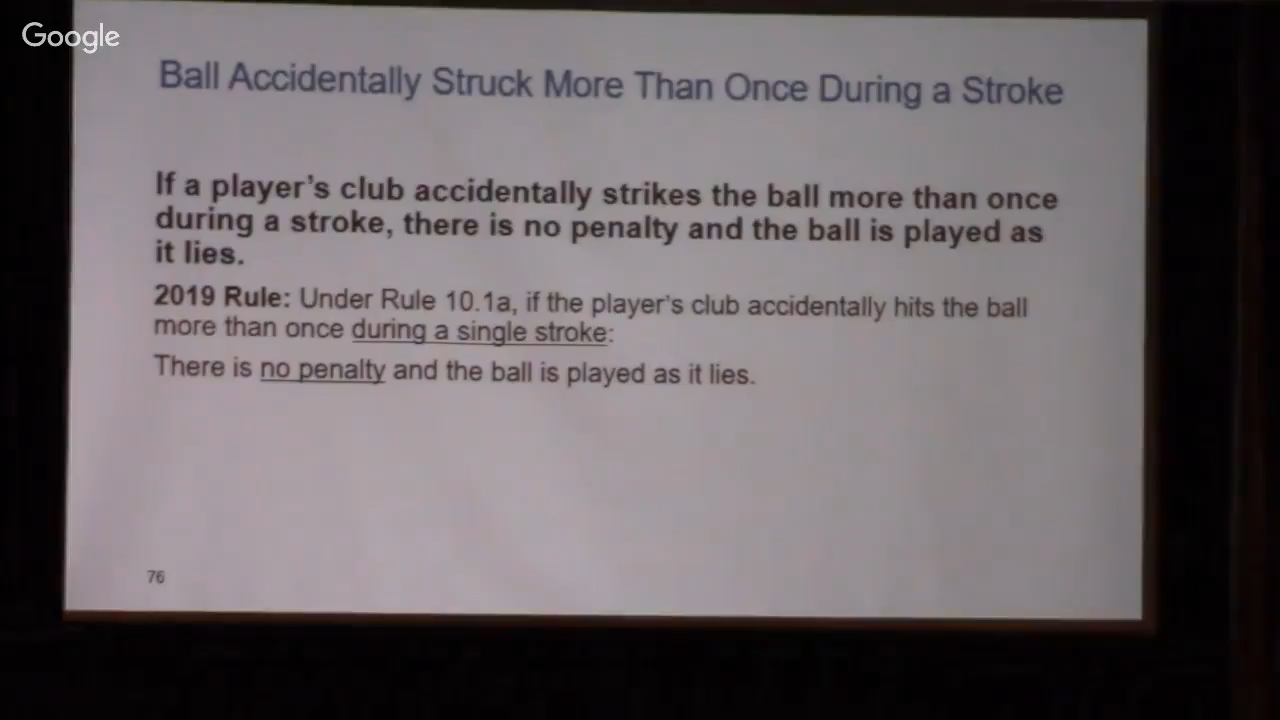 Google
Ball Accidentally Struck More Than Once During a Stroke
If a player's club accidentally strikes the ball more than once
during a stroke, there is no penalty and the ball is played as
it lies.
2019 Rule: Under Rule 10.1a, if the player's club accidentally hits the ball
more than once during a single stroke:
There is no penalty and the ball is played as it lies.
76